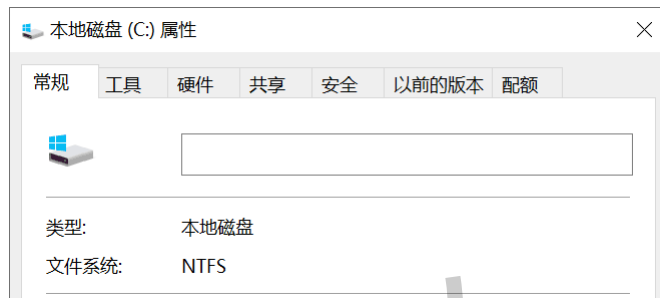 本地磁盘 (C:) 属性
常规 工具 硬件 共享 安全 以前的版本 配额
类型: 本地磁盘
文件系统: NTFS